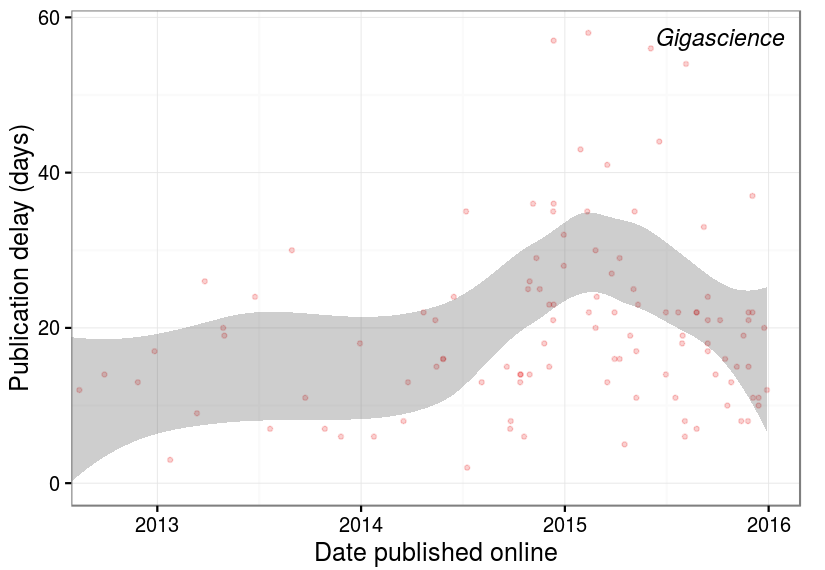 Gigascience
Publication delay (days)
60
40
20
0
2013 2014 2015 2016
Date published online